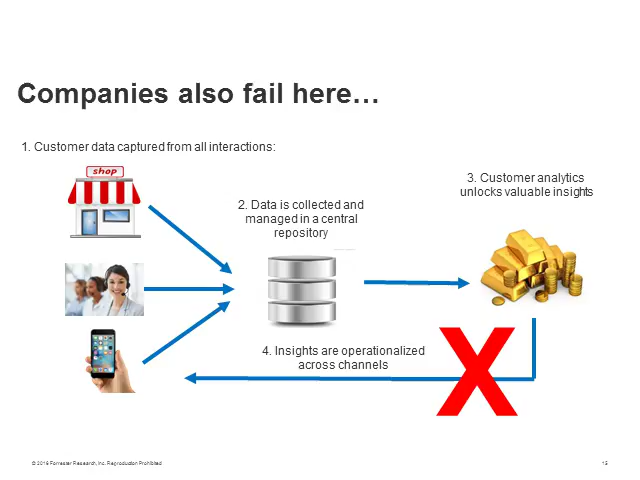 Companies also fail here…
1. Customer data captured from all interactions:
shop
2. Data is collected and
managed in a central
repository
3. Customer analytics
unlocks valuable insights
4. Insights are operationalized
across channels
X
© 2016 Forrester Research, Inc. Reproduction Prohibited